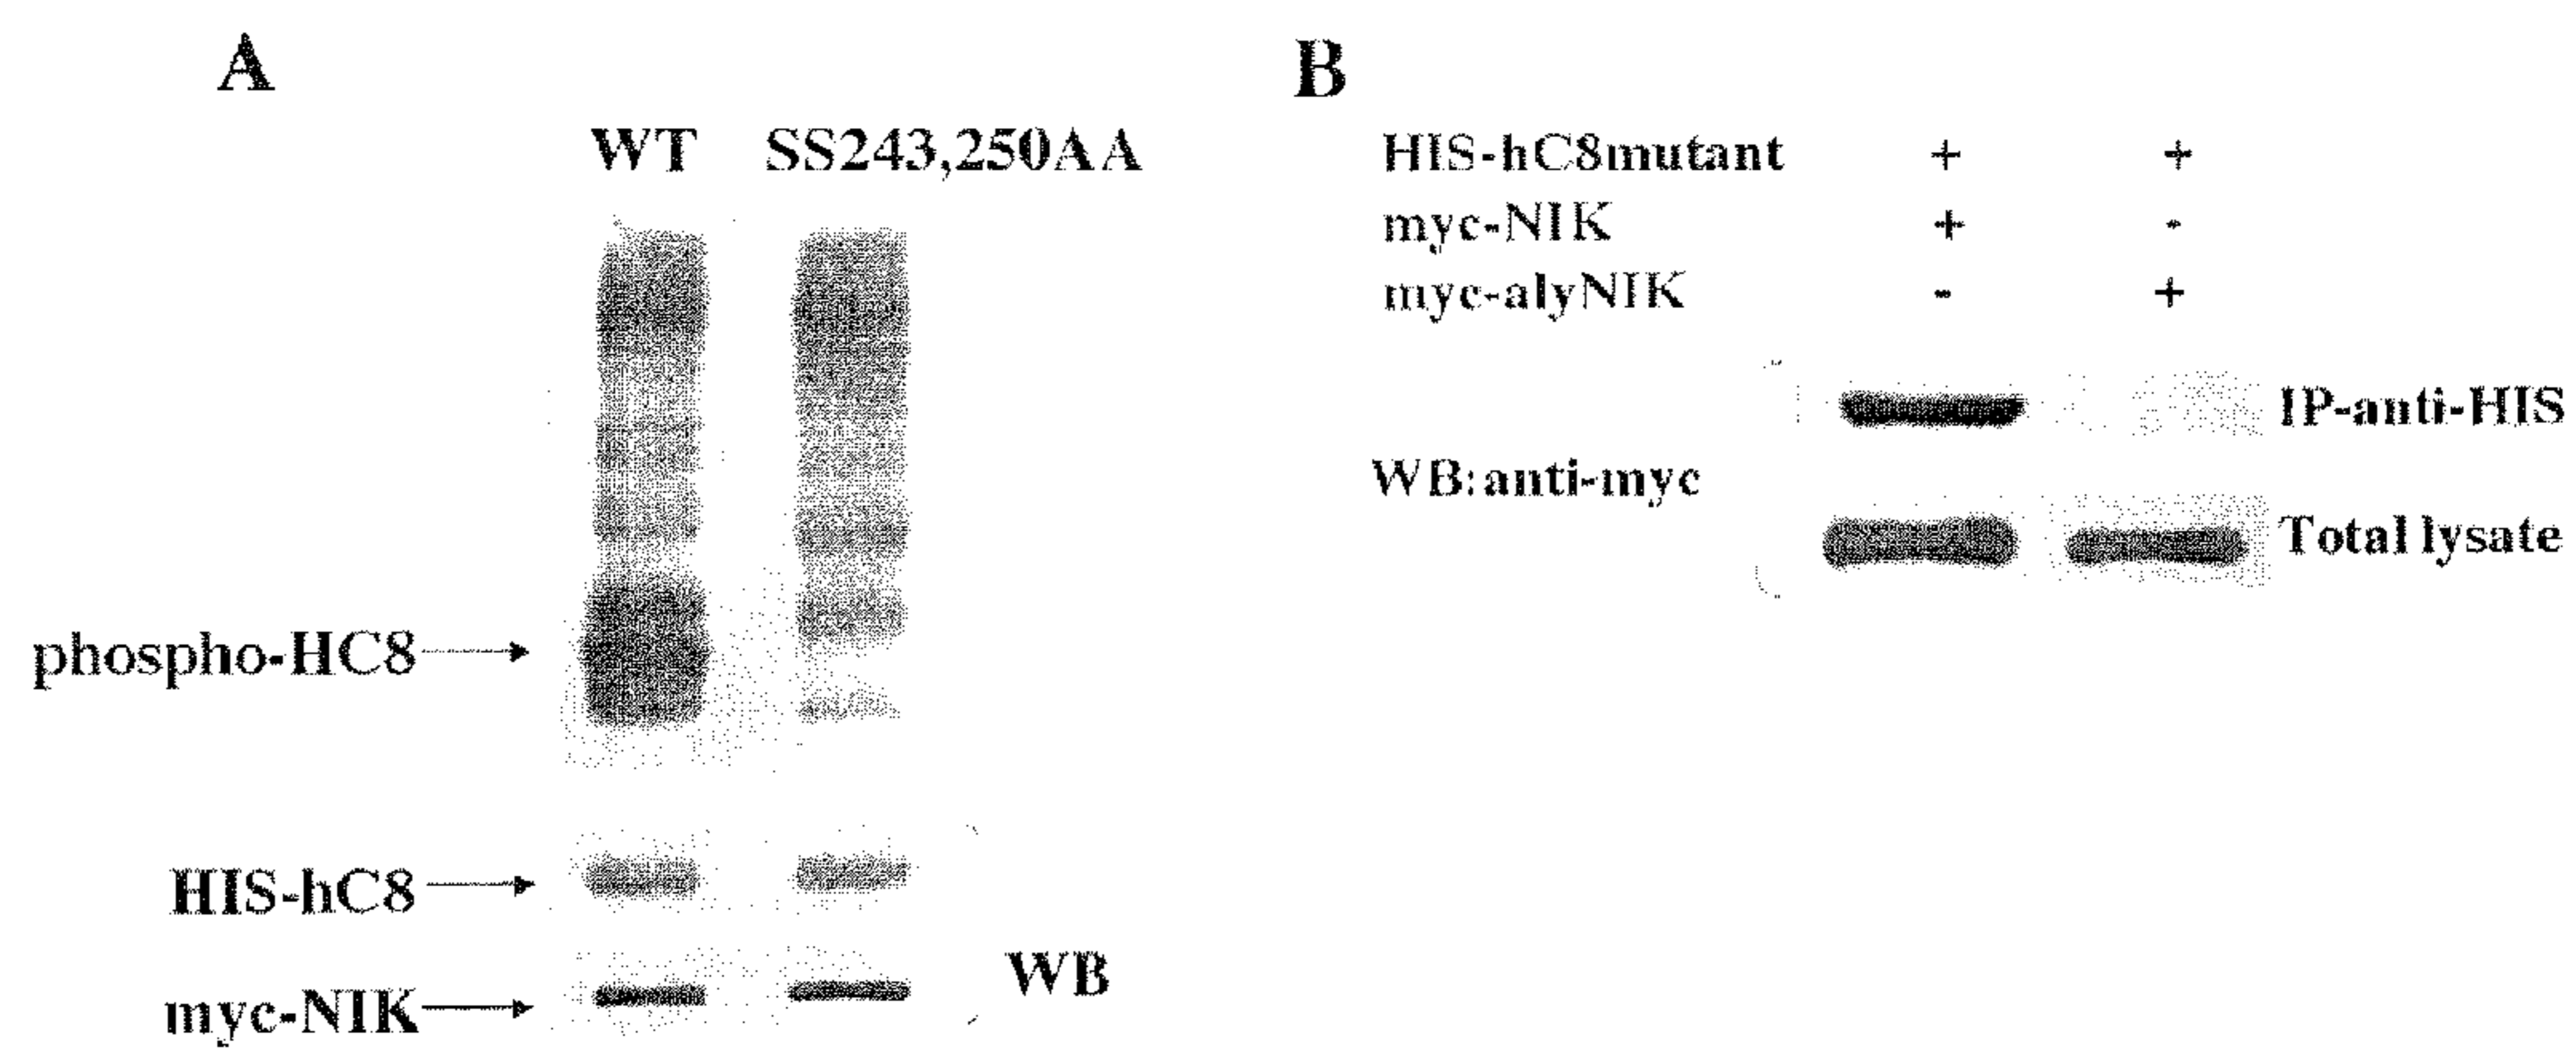 A
WT SS243,250AA
phospho-HC8
HIS-hC8
myc-NIK
WB
B
HIS-hC8mutant + +
myc-NIK + -
myc-alyNIK - +
IP-anti-HIS
WB:anti-myc
Total lysate